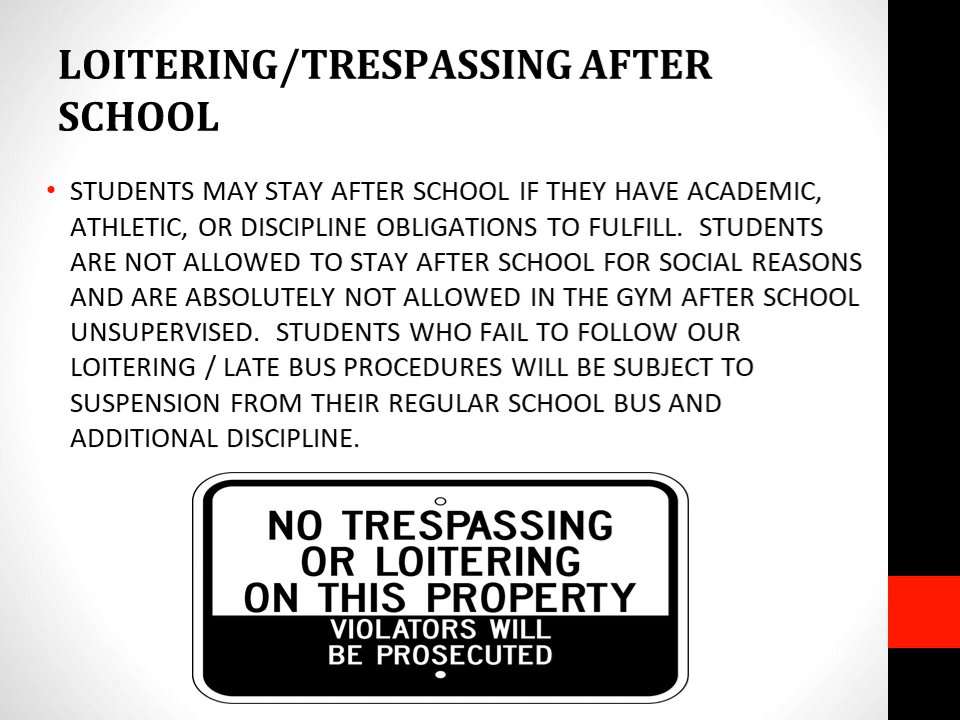 LOITERING/TRESPASSING AFTER
SCHOOL
• STUDENTS MAY STAY AFTER SCHOOL IF THEY HAVE ACADEMIC,
ATHLETIC, OR DISCIPLINE OBLIGATIONS TO FULFILL.  STUDENTS
ARE NOT ALLOWED TO STAY AFTER SCHOOL FOR SOCIAL REASONS
AND ARE ABSOLUTELY NOT ALLOWED IN THE GYM AFTER SCHOOL
UNSUPERVISED.  STUDENTS WHO FAIL TO FOLLOW OUR
LOITERING / LATE BUS PROCEDURES WILL BE SUBJECT TO
SUSPENSION FROM THEIR REGULAR SCHOOL BUS AND
ADDITIONAL DISCIPLINE.
NO TRESPASSING
OR LOITERING
ON THIS PROPERTY
VIOLATORS WILL
BE PROSECUTED